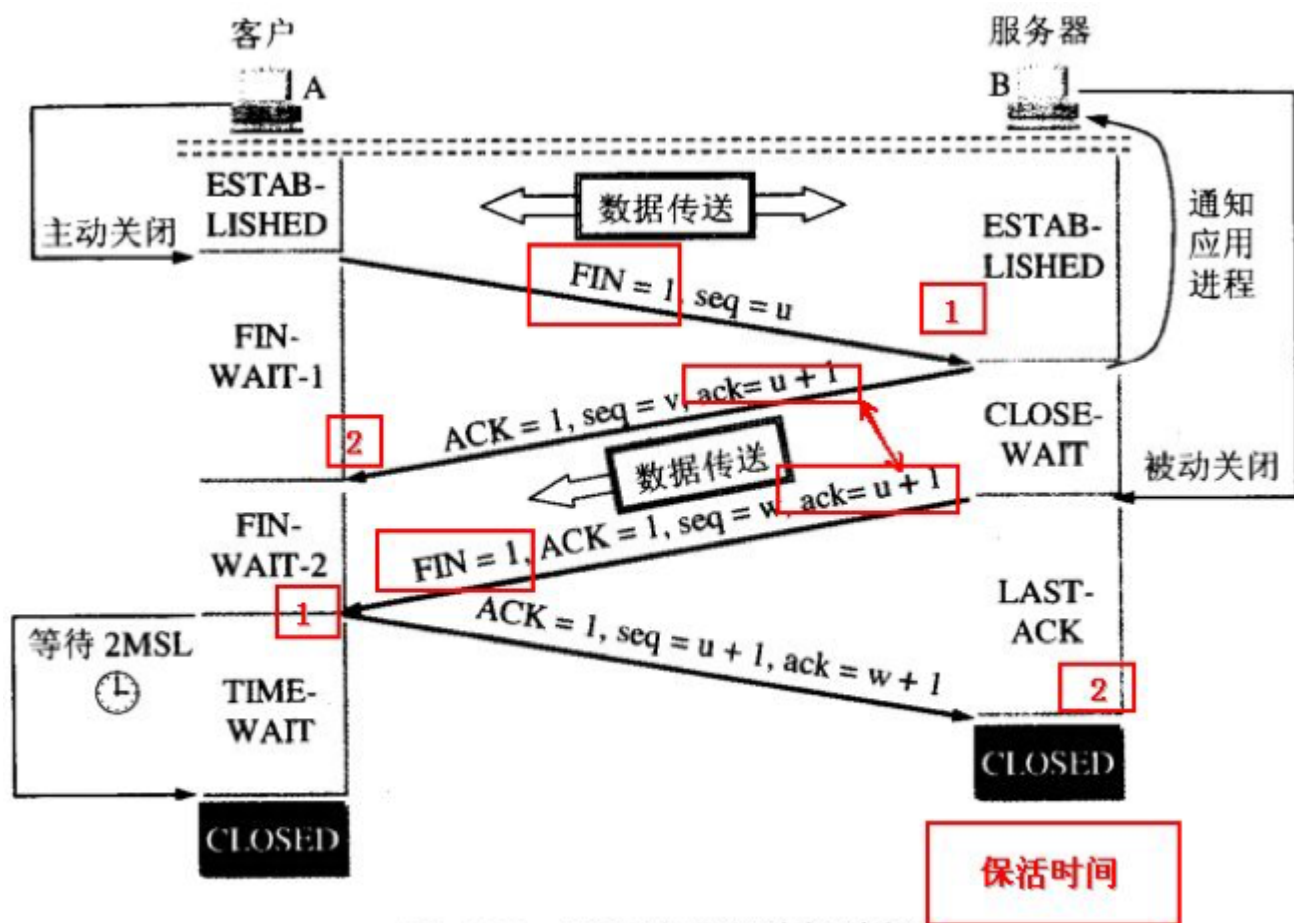 客户
服务器
A
B
ESTAB-
LISHED
数据传送
ESTAB-
LISHED
通知
应用
进程
主动关闭
FIN = 1, seq = u
1
FIN-
WAIT-1
ACK = 1, seq = v, ack= u + 1
2
CLOSE-
WAIT
数据传送
被动关闭
FIN = 1, ACK = 1, seq = w, ack= u + 1
FIN-
WAIT-2
1
ACK = 1, seq = u + 1, ack = w + 1
LAST-
ACK
等待 2MSL
2
TIME-
WAIT
CLOSED
CLOSED
保活时间